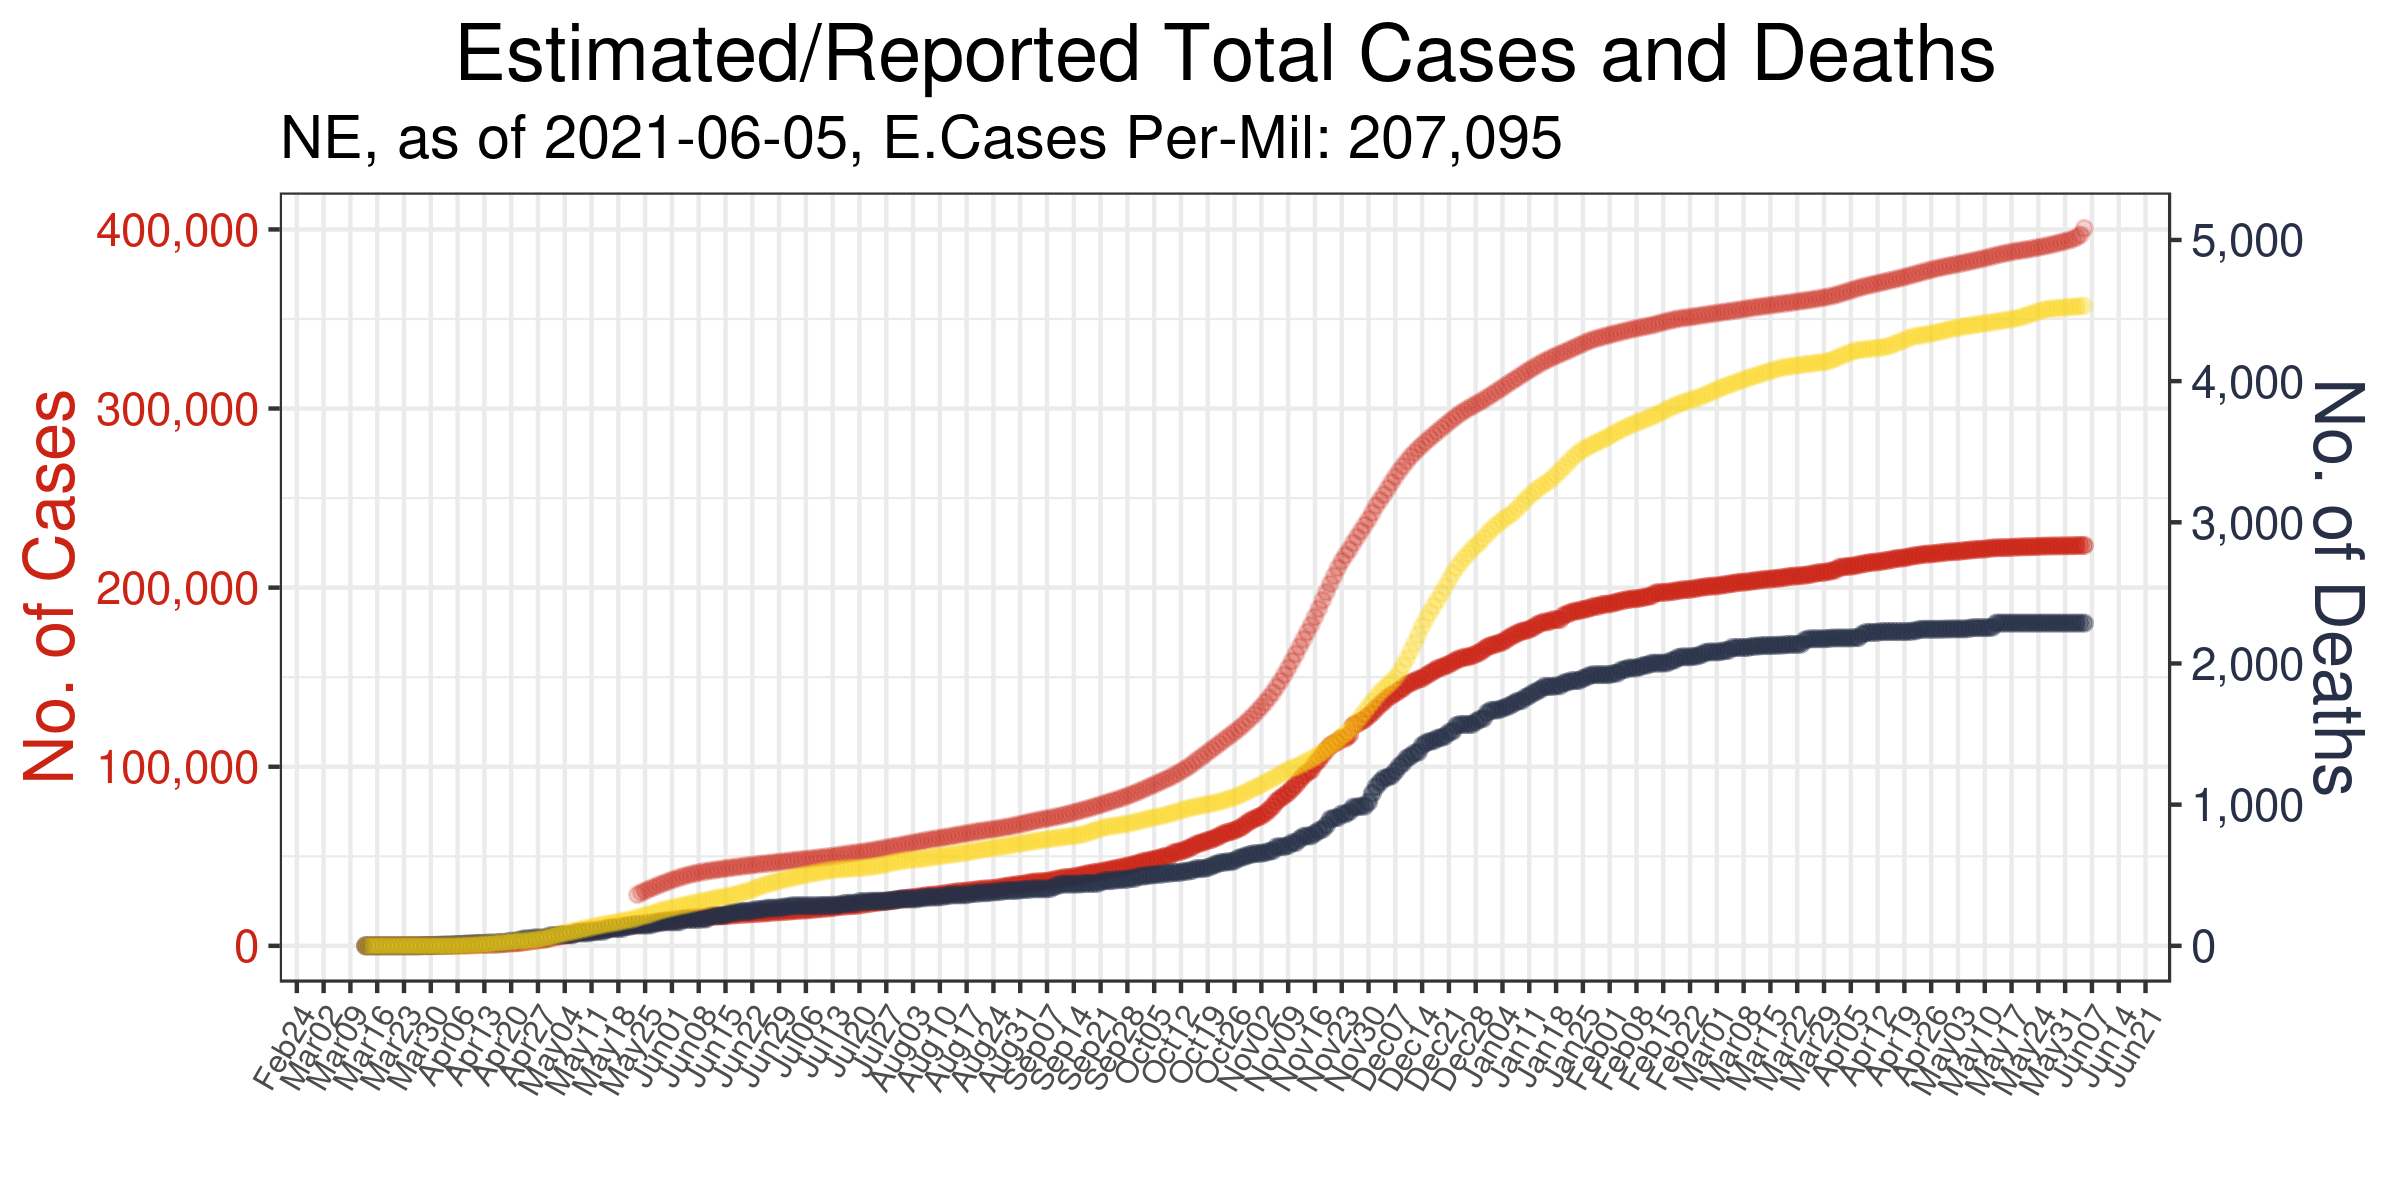 Estimated/Reported Total Cases and Deaths
NE, as of 2021-06-05, E.Cases Per-Mil: 207,095
No. of Cases
400,000
300,000
200,000
100,000
0
5,000
4,000
3,000
2,000
1,000
0
No. of Deaths
Feb24
Mar02
Mar09
Mar16
Mar23
Mar30
Apr06
Apr13
Apr20
Apr27
May04
May11
May18
May25
Jun01
Jun08
Jun15
Jun22
Jun29
Jul06
Jul13
Jul20
Jul27
Aug03
Aug10
Aug17
Aug24
Aug31
Sep07
Sep14
Sep21
Sep28
Oct05
Oct12
Oct19
Oct26
Nov02
Nov09
Nov16
Nov23
Nov30
Dec07
Dec14
Dec21
Dec28
Jan04
Jan11
Jan18
Jan25
Feb01
Feb08
Feb15
Feb22
Mar01
Mar08
Mar15
Mar22
Mar29
Apr05
Apr12
Apr19
Apr26
May03
May10
May17
May24
May31
Jun07
Jun14
Jun21